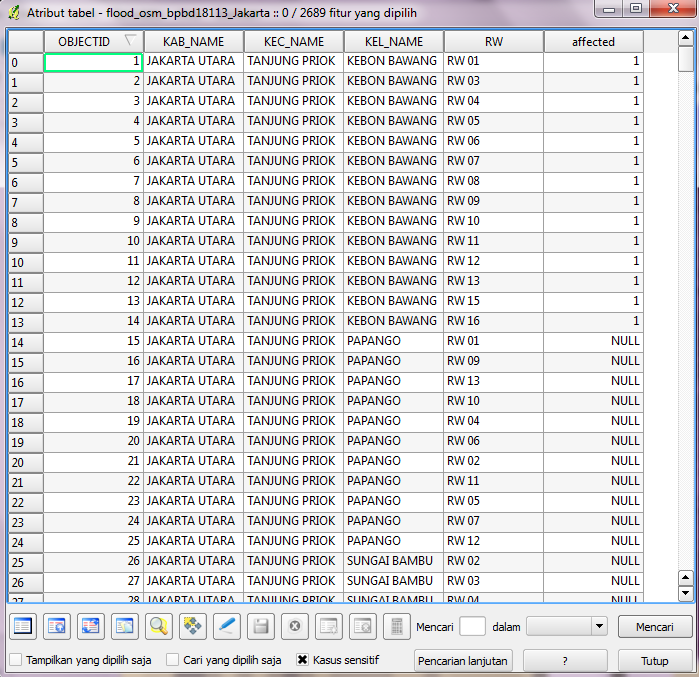 Atribut tabel - flood_osm_bpbd18113_Jakarta :: 0 / 2689 fitur yang dipilih
OBJECTID KAB_NAME KEC_NAME KEL_NAME RW affected
0 1 JAKARTA UTARA TANJUNG PRIOK KEBON BAWANG RW 01 1
1 2 JAKARTA UTARA TANJUNG PRIOK KEBON BAWANG RW 03 1
2 3 JAKARTA UTARA TANJUNG PRIOK KEBON BAWANG RW 04 1
3 4 JAKARTA UTARA TANJUNG PRIOK KEBON BAWANG RW 05 1
4 5 JAKARTA UTARA TANJUNG PRIOK KEBON BAWANG RW 06 1
5 6 JAKARTA UTARA TANJUNG PRIOK KEBON BAWANG RW 07 1
6 7 JAKARTA UTARA TANJUNG PRIOK KEBON BAWANG RW 08 1
7 8 JAKARTA UTARA TANJUNG PRIOK KEBON BAWANG RW 09 1
8 9 JAKARTA UTARA TANJUNG PRIOK KEBON BAWANG RW 10 1
9 10 JAKARTA UTARA TANJUNG PRIOK KEBON BAWANG RW 11 1
10 11 JAKARTA UTARA TANJUNG PRIOK KEBON BAWANG RW 12 1
11 12 JAKARTA UTARA TANJUNG PRIOK KEBON BAWANG RW 13 1
12 13 JAKARTA UTARA TANJUNG PRIOK KEBON BAWANG RW 15 1
13 14 JAKARTA UTARA TANJUNG PRIOK KEBON BAWANG RW 16 1
14 15 JAKARTA UTARA TANJUNG PRIOK PAPANGO RW 01 NULL
15 16 JAKARTA UTARA TANJUNG PRIOK PAPANGO RW 09 NULL
16 17 JAKARTA UTARA TANJUNG PRIOK PAPANGO RW 13 NULL
17 18 JAKARTA UTARA TANJUNG PRIOK PAPANGO RW 10 NULL
18 19 JAKARTA UTARA TANJUNG PRIOK PAPANGO RW 04 NULL
19 20 JAKARTA UTARA TANJUNG PRIOK PAPANGO RW 06 NULL
20 21 JAKARTA UTARA TANJUNG PRIOK PAPANGO RW 02 NULL
21 22 JAKARTA UTARA TANJUNG PRIOK PAPANGO RW 11 NULL
22 23 JAKARTA UTARA TANJUNG PRIOK PAPANGO RW 05 NULL
23 24 JAKARTA UTARA TANJUNG PRIOK PAPANGO RW 07 NULL
24 25 JAKARTA UTARA TANJUNG PRIOK PAPANGO RW 12 NULL
25 26 JAKARTA UTARA TANJUNG PRIOK SUNGAI BAMBU RW 02 NULL
26 27 JAKARTA UTARA TANJUNG PRIOK SUNGAI BAMBU RW 03 NULL
27 28 JAKARTA UTARA TANJUNG PRIOK SUNGAI BAMBU RW 04 NULL
Mencari dalam Mencari
Tampilkan yang dipilih saja Cari yang dipilih saja Kasus sensitif Pencarian lanjutan ? Tutup